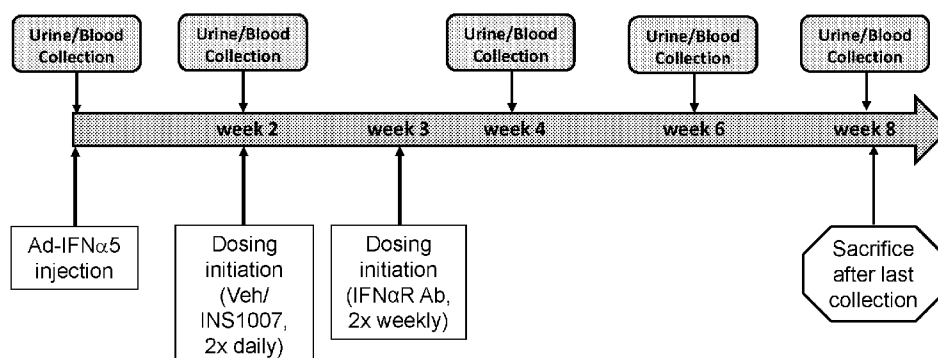 Urine/Blood
Collection
Urine/Blood
Collection
Urine/Blood
Collection
Urine/Blood
Collection
Urine/Blood
Collection
week 2
week 3
week 4
week 6
week 8
Ad-IFNα5
injection
Dosing
initiation
(Veh/
INS1007,
2x daily)
Dosing
initiation
(IFNαR Ab,
2x weekly)
Sacrifice
after last
collection